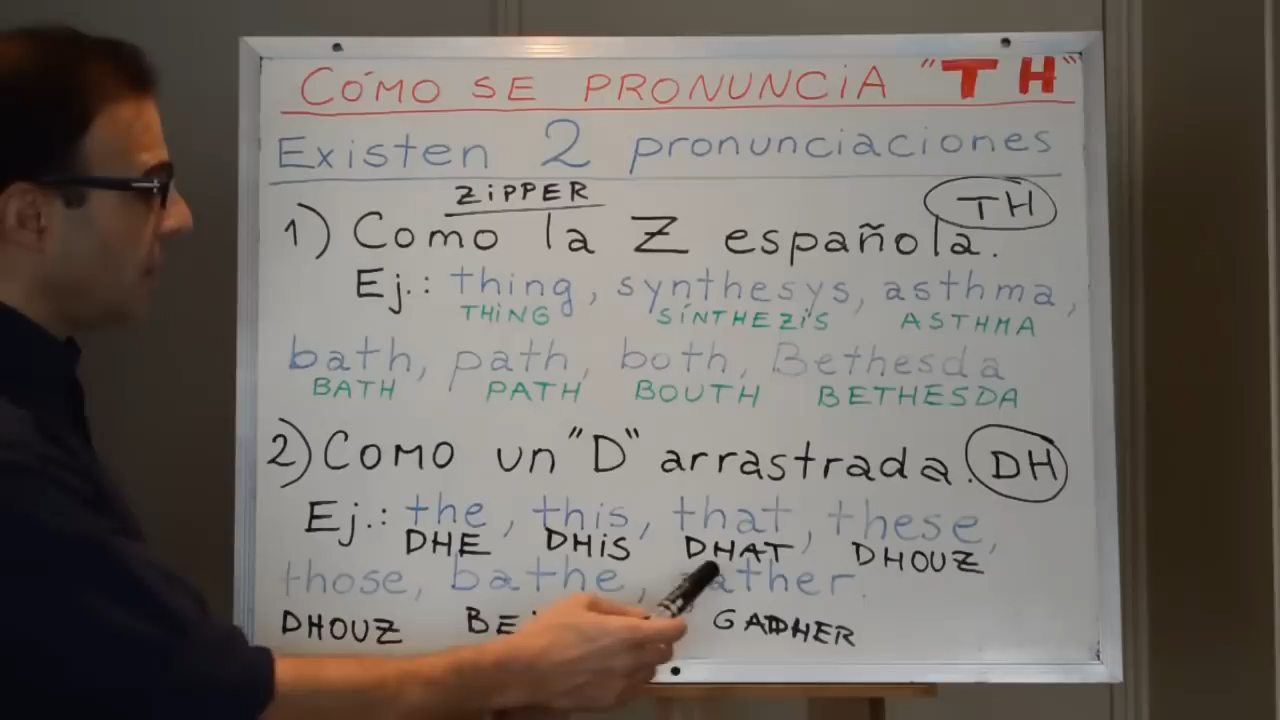 CÓMO SE PRONUNCiA "TH"
Existen 2 pronunciaciones
ZiPPER
1) Como la Z española. TH
Ej.: thing, synthesys, asthma,
THiNG SÍNTHEZiS ASTHMA
bath, path, both, Bethesda
BATH PATH BOUTH BETHESDA
2) Como un "D" arrastrada. DH
Ej.: the, this, that, these,
DHE DHiS DHAT DHOUZ
those, bathe,
DHOUZ GADHER